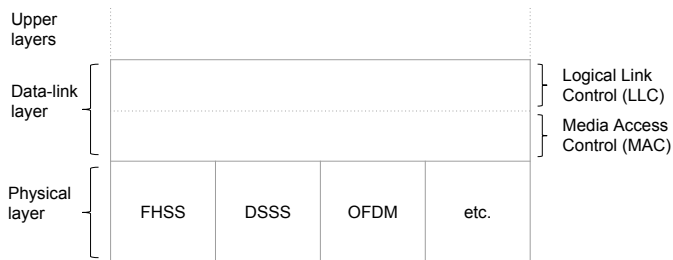 Upper
layers
Data-link
layer
Logical Link
Control (LLC)
Media Access
Control (MAC)
Physical
layer
FHSS
DSSS
OFDM
etc.